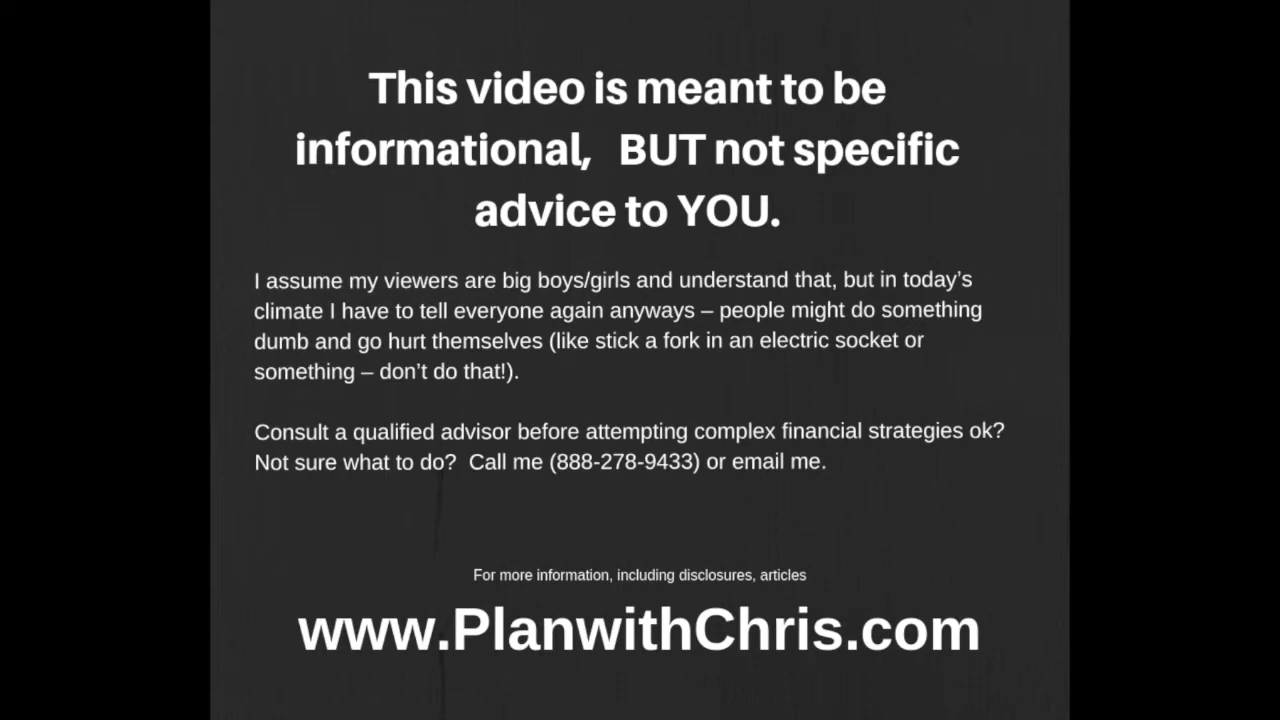 This video is meant to be
informational,   BUT not specific
advice to YOU.
I assume my viewers are big boys/girls and understand that, but in today’s
climate I have to tell everyone again anyways – people might do something
dumb and go hurt themselves (like stick a fork in an electric socket or
something – don’t do that!).
Consult a qualified advisor before attempting complex financial strategies ok?
Not sure what to do?  Call me (888-278-9433) or email me.
For more information, including disclosures, articles
www.PlanwithChris.com